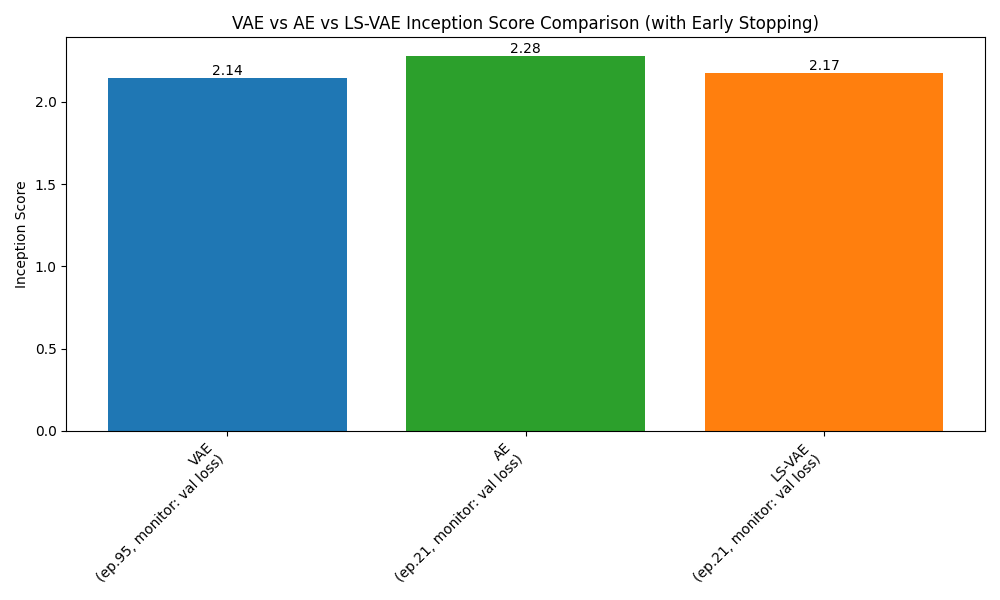 VAE vs AE vs LS-VAE Inception Score Comparison (with Early Stopping)
2.14
2.28
2.17
Inception Score
2.0
1.5
1.0
0.5
0.0
VAE
(ep.95, monitor: val loss)
AE
(ep.21, monitor: val loss)
LS-VAE
(ep.21, monitor: val loss)